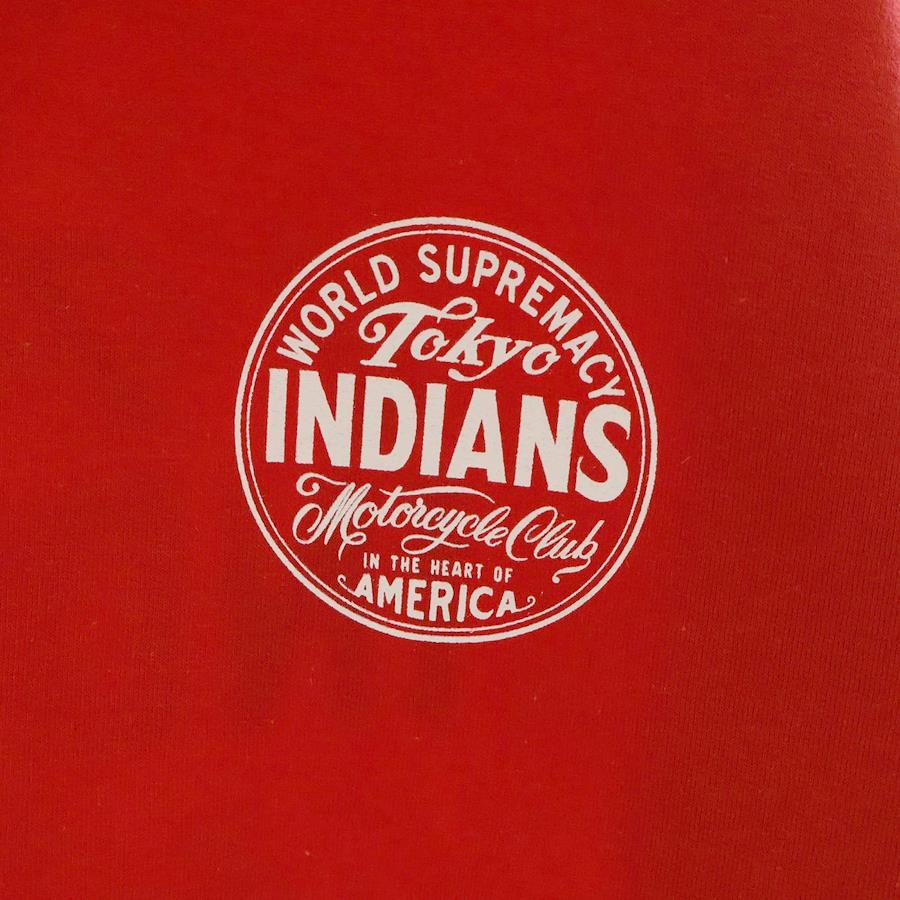 WORLD SUPREMACY
Tokyo
INDIANS
Motorcycle Club
IN THE HEART OF
AMERICA